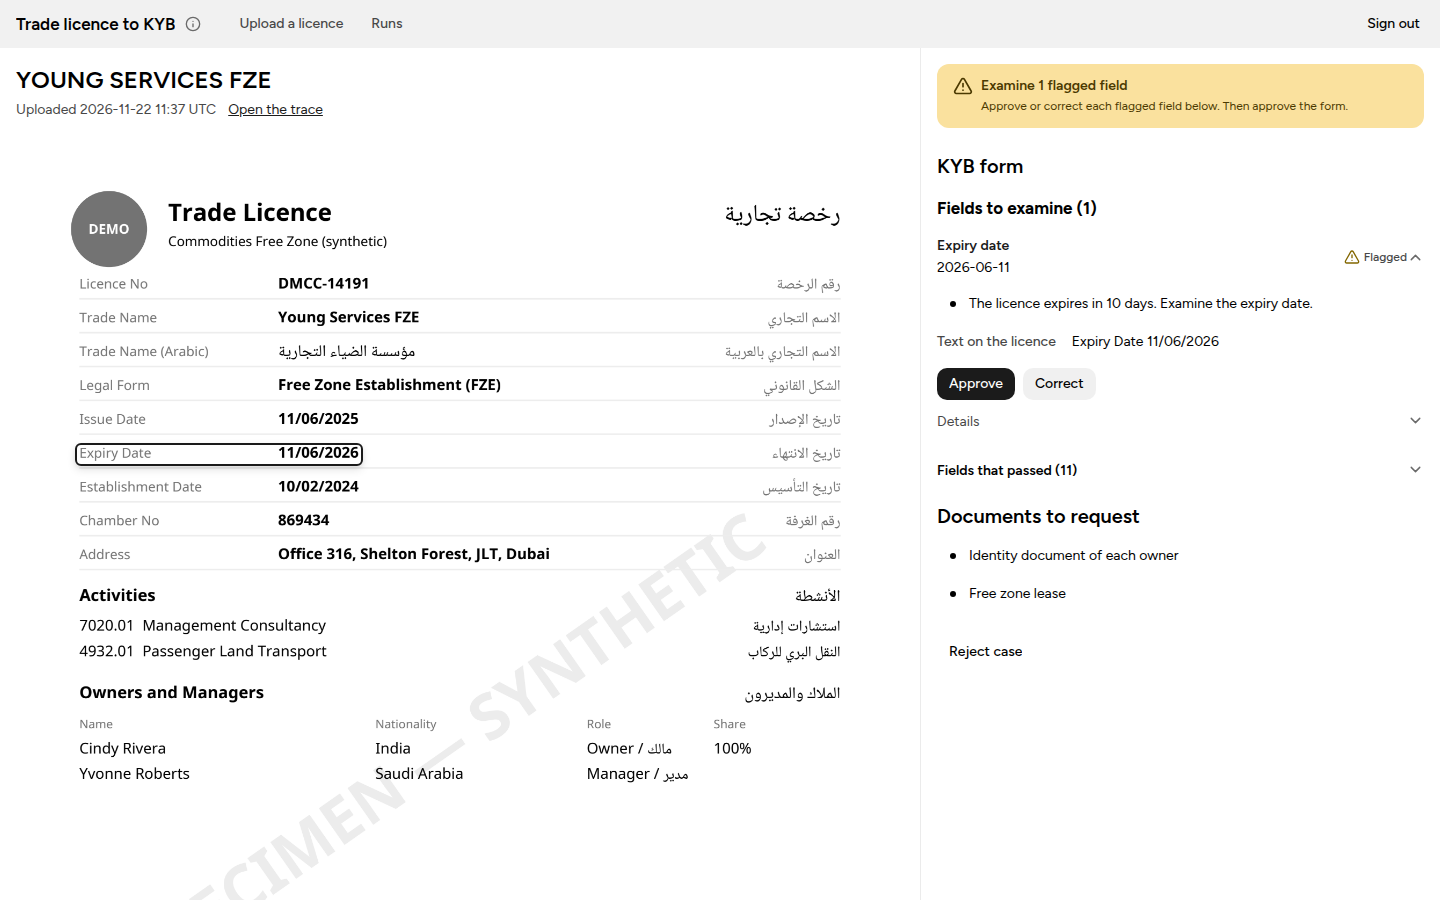 Trade licence to KYB
Upload a licence
Runs
Sign out
YOUNG SERVICES FZE
Uploaded 2026-11-22 11:37 UTC Open the trace
DEMO
Trade Licence رخصة تجارية
Commodities Free Zone (synthetic)
Licence No DMCC-14191 رقم الرخصة
Trade Name Young Services FZE الاسم التجاري
Trade Name (Arabic) مؤسسة الضياء التجارية الاسم التجاري بالعربية
Legal Form Free Zone Establishment (FZE) الشكل القانوني
Issue Date 11/06/2025 تاريخ الإصدار
Expiry Date 11/06/2026 تاريخ الانتهاء
Establishment Date 10/02/2024 تاريخ التأسيس
Chamber No 869434 رقم الغرفة
Address Office 316, Shelton Forest, JLT, Dubai العنوان
Activities الأنشطة
7020.01 Management Consultancy استشارات إدارية
4932.01 Passenger Land Transport النقل البري للركاب
Owners and Managers الملاك والمديرون
Name Nationality Role Share
Cindy Rivera India Owner / مالك 100%
Yvonne Roberts Saudi Arabia Manager / مدير
ECIMEN — SYNTHETIC
Examine 1 flagged field
Approve or correct each flagged field below. Then approve the form.
KYB form
Fields to examine (1)
Expiry date
2026-06-11
Flagged
The licence expires in 10 days. Examine the expiry date.
Text on the licence Expiry Date 11/06/2026
Approve Correct
Details
Fields that passed (11)
Documents to request
Identity document of each owner
Free zone lease
Reject case